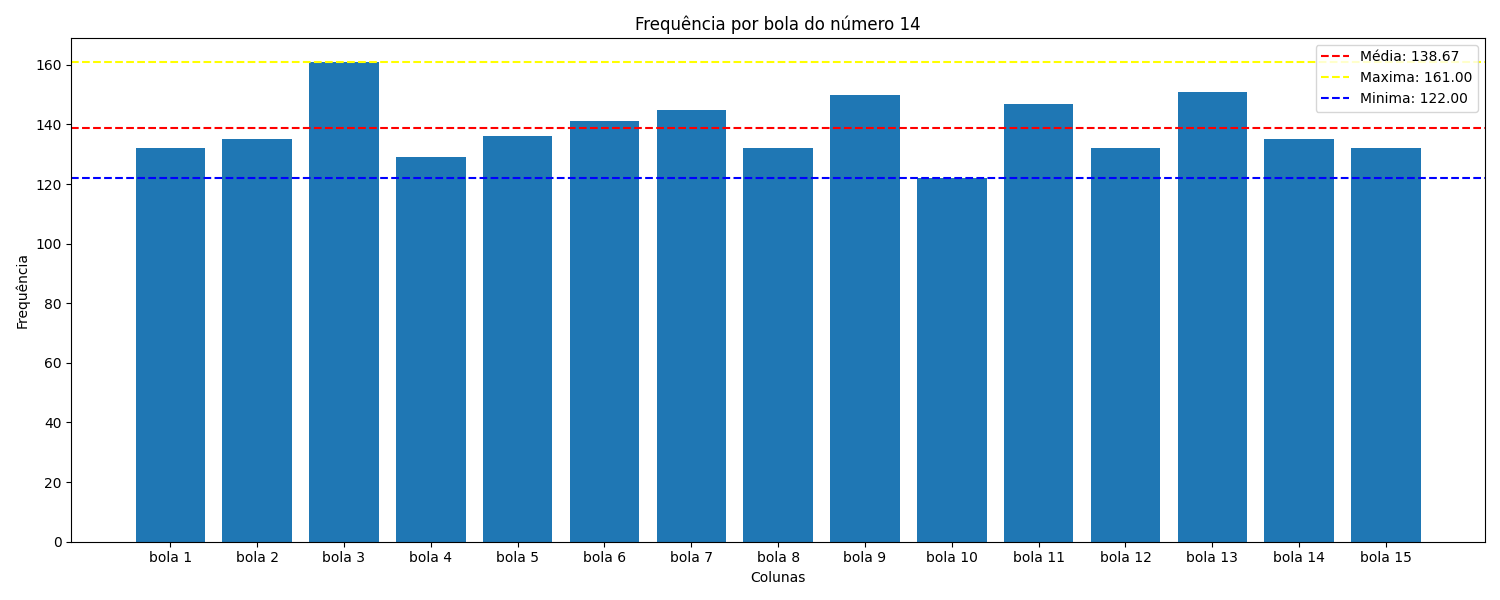 Frequência por bola do número 14
Média: 138.67
Maxima: 161.00
Minima: 122.00
Frequência
160
140
120
100
80
60
40
20
0
bola 1 bola 2 bola 3 bola 4 bola 5 bola 6 bola 7 bola 8 bola 9 bola 10 bola 11 bola 12 bola 13 bola 14 bola 15
Colunas